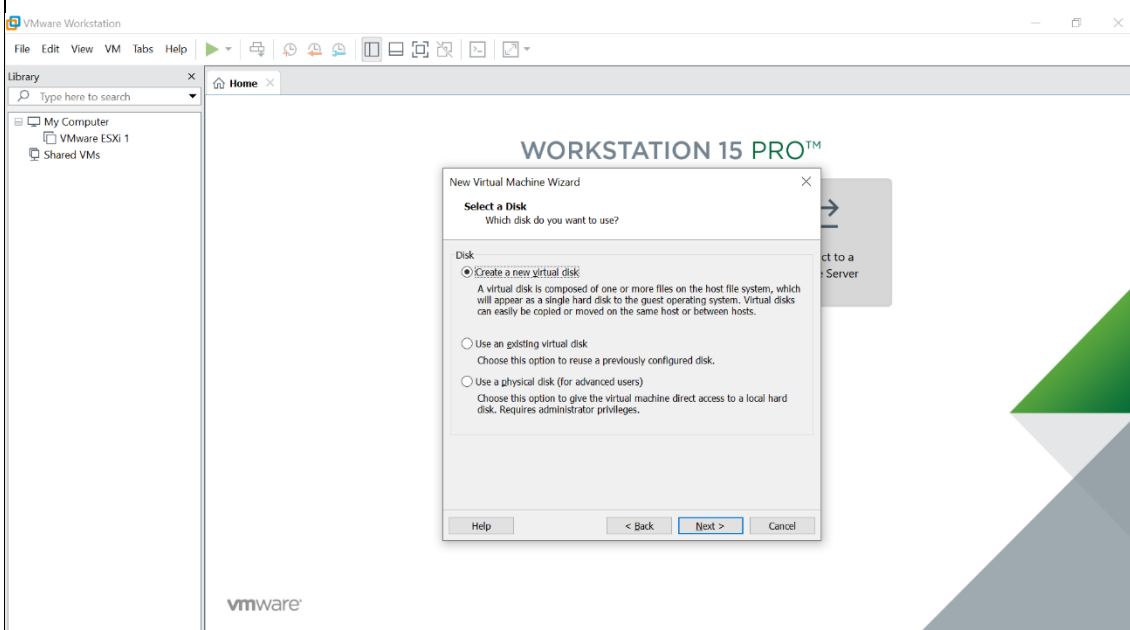 VMware Workstation
File Edit View VM Tabs Help
Library
Type here to search
My Computer
VMware ESXi 1
Shared VMs
Home
WORKSTATION 15 PRO™
ct to a
Server
New Virtual Machine Wizard
Select a Disk
Which disk do you want to use?
Disk
Create a new virtual disk
A virtual disk is composed of one or more files on the host file system, which
will appear as a single hard disk to the guest operating system. Virtual disks
can easily be copied or moved on the same host or between hosts.
Use an existing virtual disk
Choose this option to reuse a previously configured disk.
Use a physical disk (for advanced users)
Choose this option to give the virtual machine direct access to a local hard
disk. Requires administrator privileges.
Help
< Back
Next >
Cancel
vmware